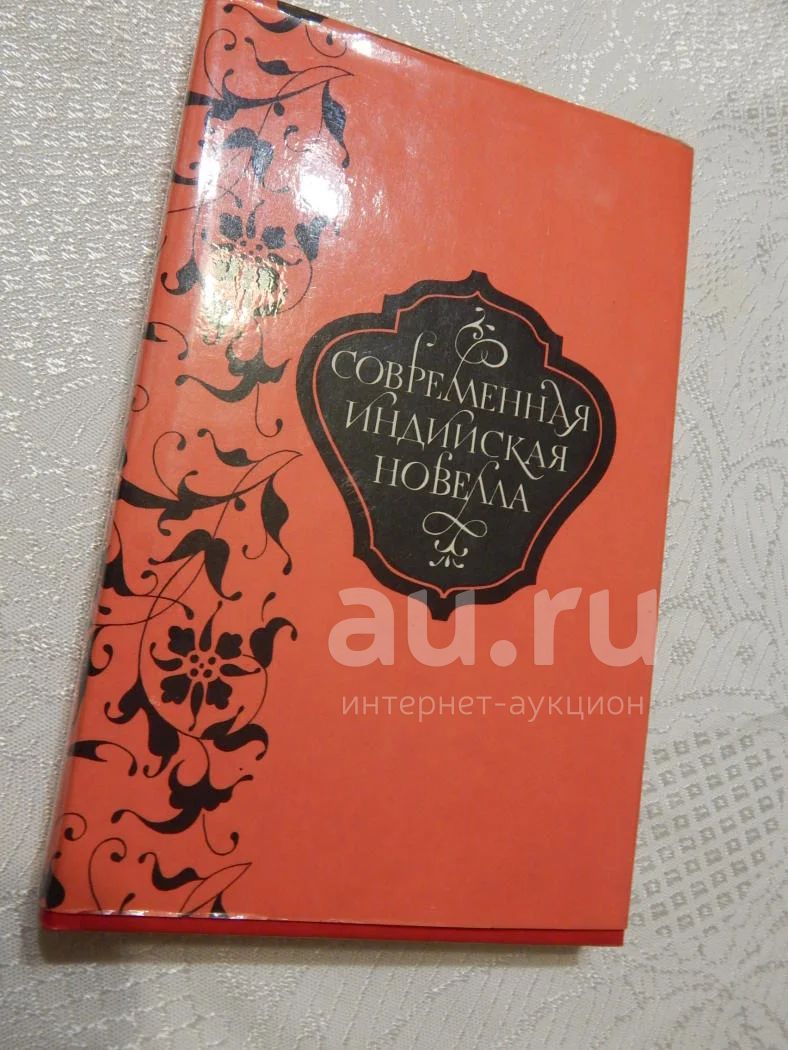 СОВРЕМЕННАЯ
ИНДИЙСКАЯ
НОВЕЛЛА
au.ru
интернет-аукцион